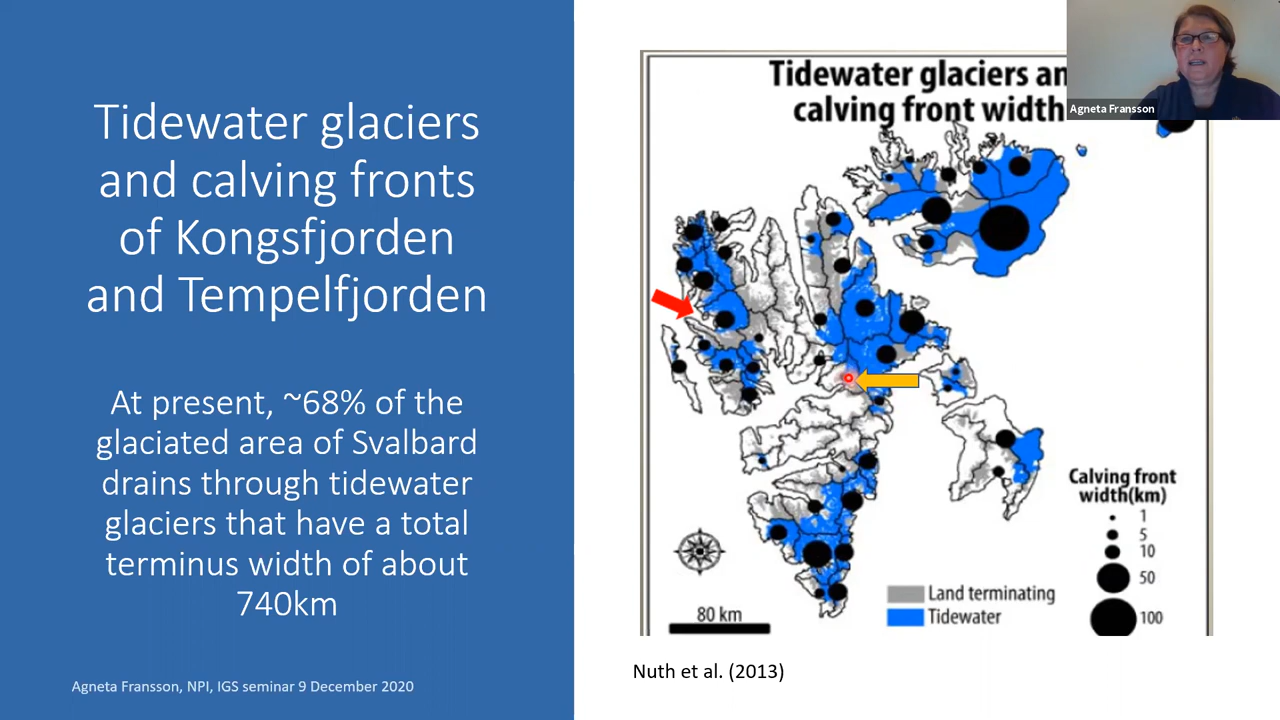 Tidewater glaciers
and calving fronts
of Kongsfjorden
and Tempelfjorden
At present, ~68% of the
glaciated area of Svalbard
drains through tidewater
glaciers that have a total
terminus width of about
740km
Agneta Fransson, NPI, IGS seminar 9 December 2020
Tidewater glaciers an
calving front width
Agneta Fransson
Calving front
width(km)
1
5
10
50
100
Land terminating
Tidewater
80 km
Nuth et al. (2013)